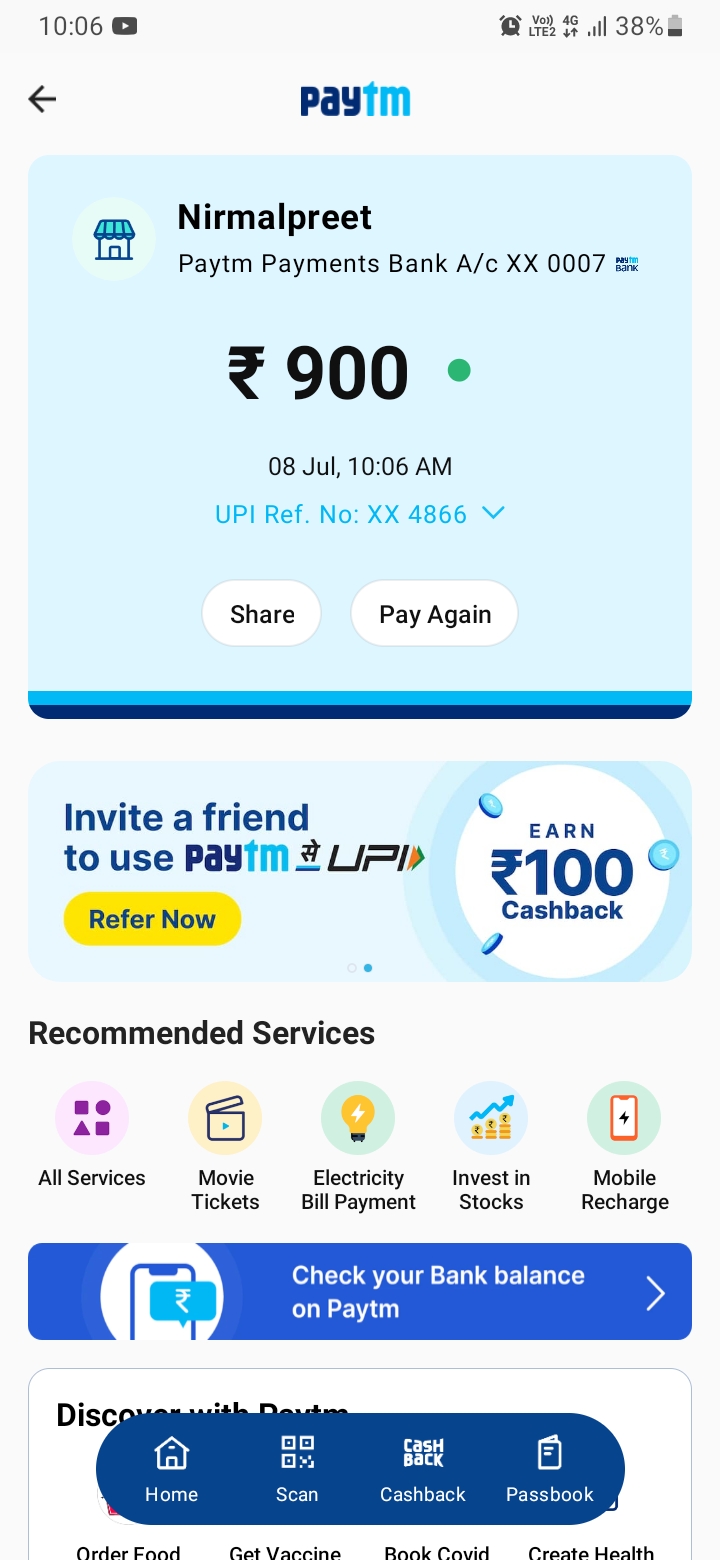 10:06
Vo)) LTE2 4G 38%
paytm
Nirmalpreet
Paytm Payments Bank A/c XX 0007 paytm BANK
₹ 900
08 Jul, 10:06 AM
UPI Ref. No: XX 4866
Share Pay Again
Invite a friend
to use paytm से UPI
Refer Now
EARN
₹100
Cashback
Recommended Services
All Services
Movie Tickets
Electricity Bill Payment
Invest in Stocks
Mobile Recharge
₹
Check your Bank balance
on Paytm
Discover with Paytm
CASH BACK
Home Scan Cashback Passbook
Order Food Get Vaccine Book Covid Create Health